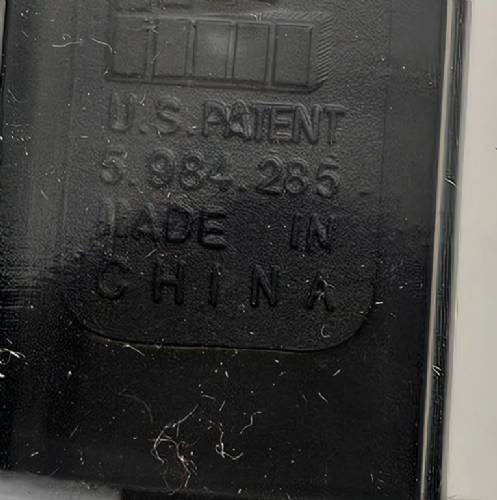 U.S.PATENT
5.984.285.
MADE IN
CHINA